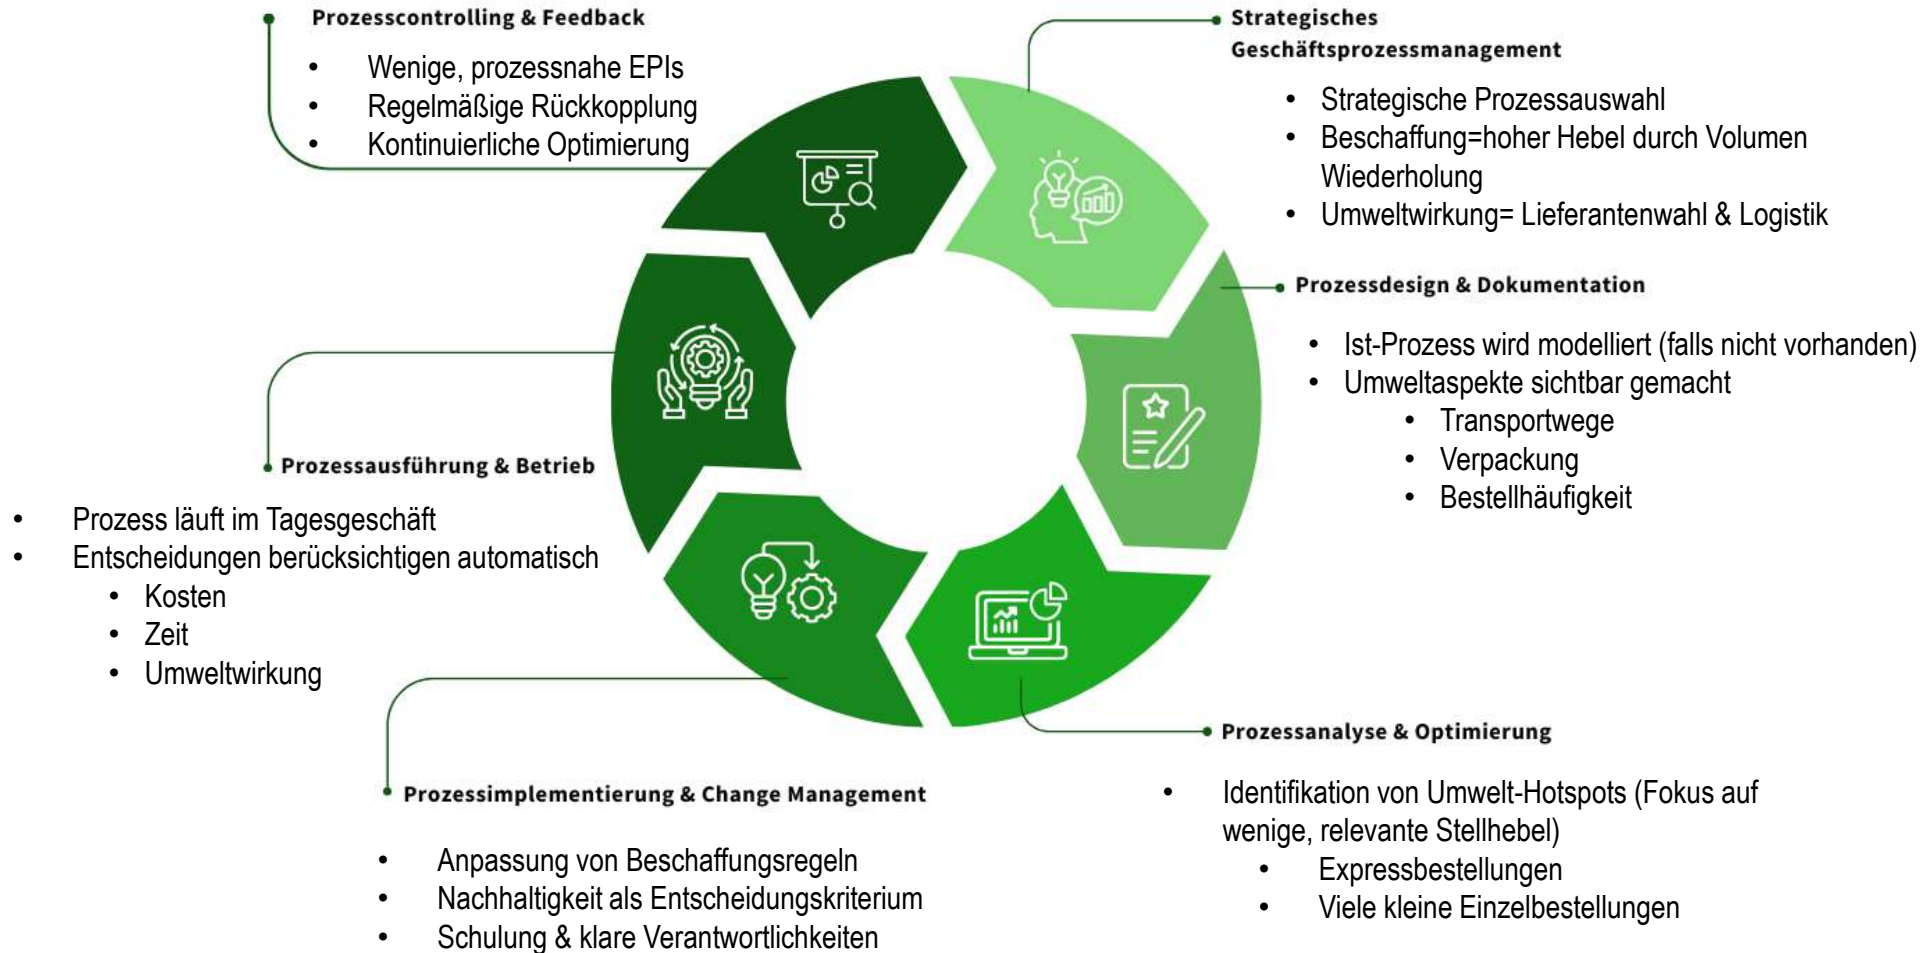 Prozesscontrolling & Feedback
• Wenige, prozessnahe EPIs
• Regelmäßige Rückkopplung
• Kontinuierliche Optimierung
Strategisches
Geschäftsprozessmanagement
• Strategische Prozessauswahl
• Beschaffung=hoher Hebel durch Volumen
Wiederholung
• Umweltwirkung= Lieferantenwahl & Logistik
Prozessdesign & Dokumentation
• Ist-Prozess wird modelliert (falls nicht vorhanden)
• Umweltaspekte sichtbar gemacht
• Transportwege
• Verpackung
• Bestellhäufigkeit
Prozessausführung & Betrieb
• Prozess läuft im Tagesgeschäft
• Entscheidungen berücksichtigen automatisch
• Kosten
• Zeit
• Umweltwirkung
Prozessanalyse & Optimierung
• Identifikation von Umwelt-Hotspots (Fokus auf
wenige, relevante Stellhebel)
• Expressbestellungen
• Viele kleine Einzelbestellungen
Prozessimplementierung & Change Management
• Anpassung von Beschaffungsregeln
• Nachhaltigkeit als Entscheidungskriterium
• Schulung & klare Verantwortlichkeiten